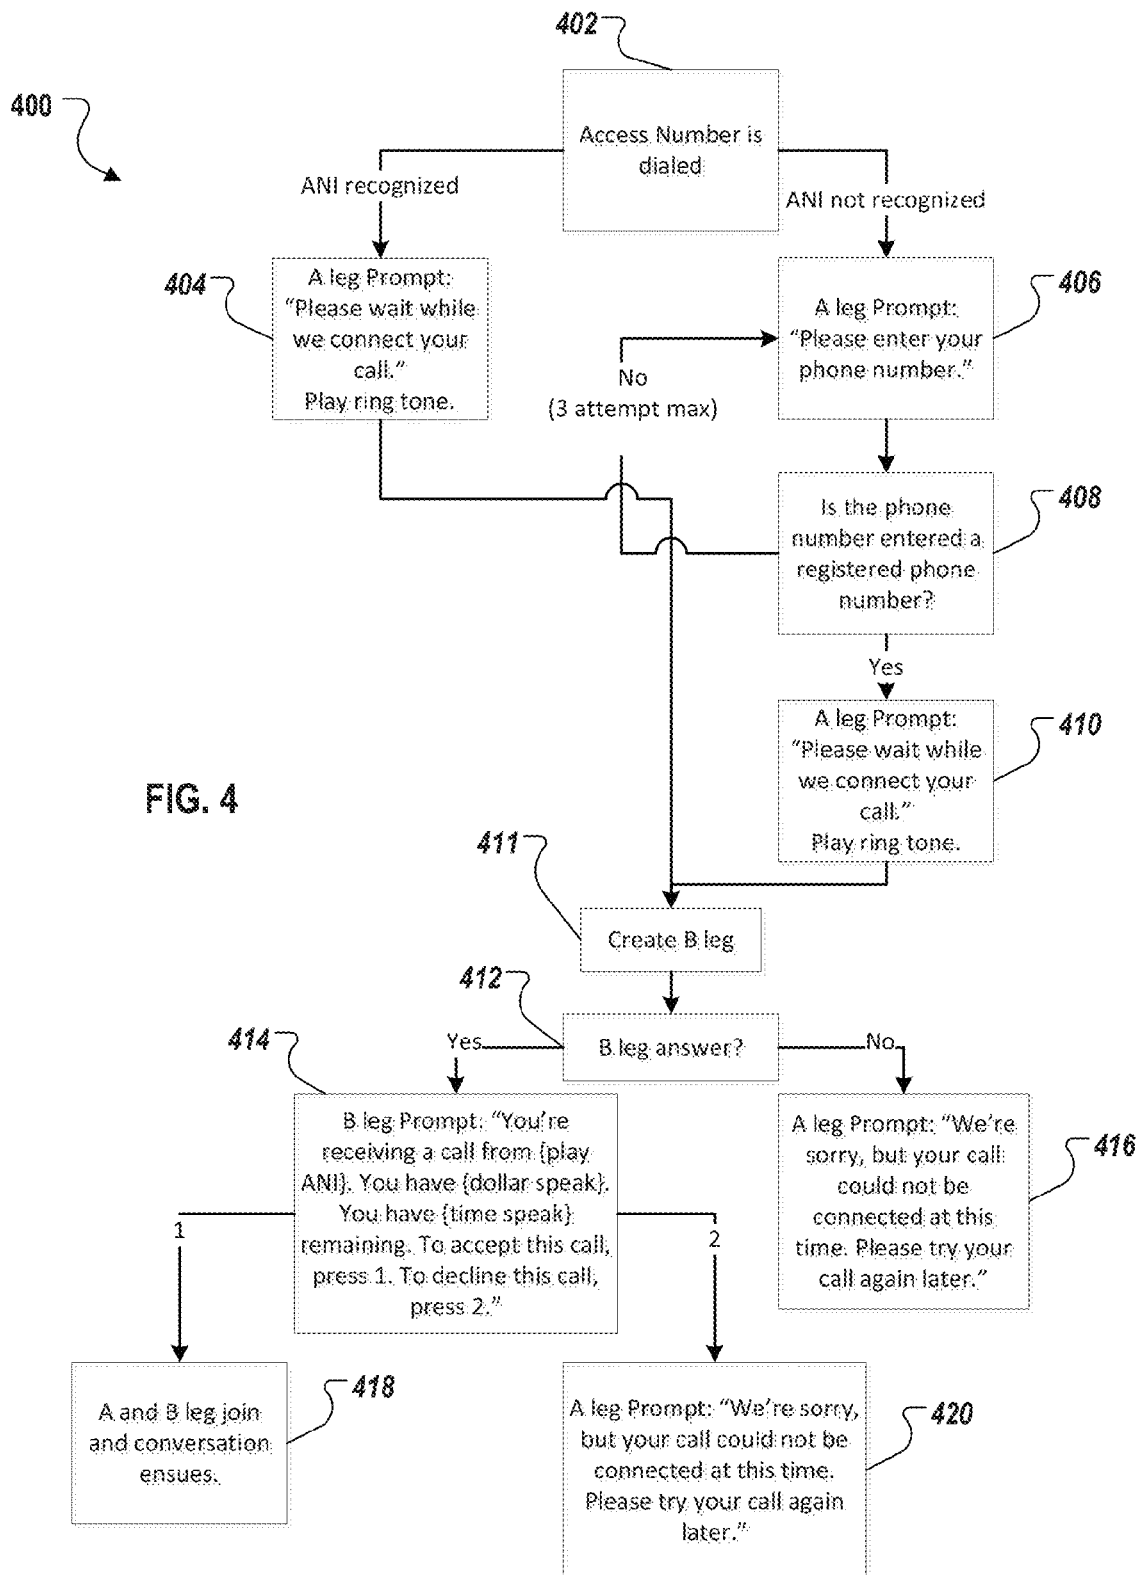 402
400
Access Number is
dialed
ANI recognized
ANI not recognized
404
A leg Prompt:
“Please wait while
we connect your
call.”
Play ring tone.
406
A leg Prompt:
“Please enter your
phone number.”
No
(3 attempt max)
408
Is the phone
number entered a
registered phone
number?
Yes
410
A leg Prompt:
“Please wait while
we connect your
call.”
Play ring tone.
FIG. 4
411
Create B leg
412
B leg answer?
Yes
No
414
B leg Prompt: “You’re
receiving a call from {play
ANI}. You have {dollar speak}.
You have {time speak}
remaining. To accept this call,
press 1. To decline this call,
press 2.”
416
A leg Prompt: “We’re
sorry, but your call
could not be
connected at this
time. Please try your
call again later.”
1
2
418
A and B leg join
and conversation
ensues.
420
A leg Prompt: “We’re sorry,
but your call could not be
connected at this time.
Please try your call again
later.”